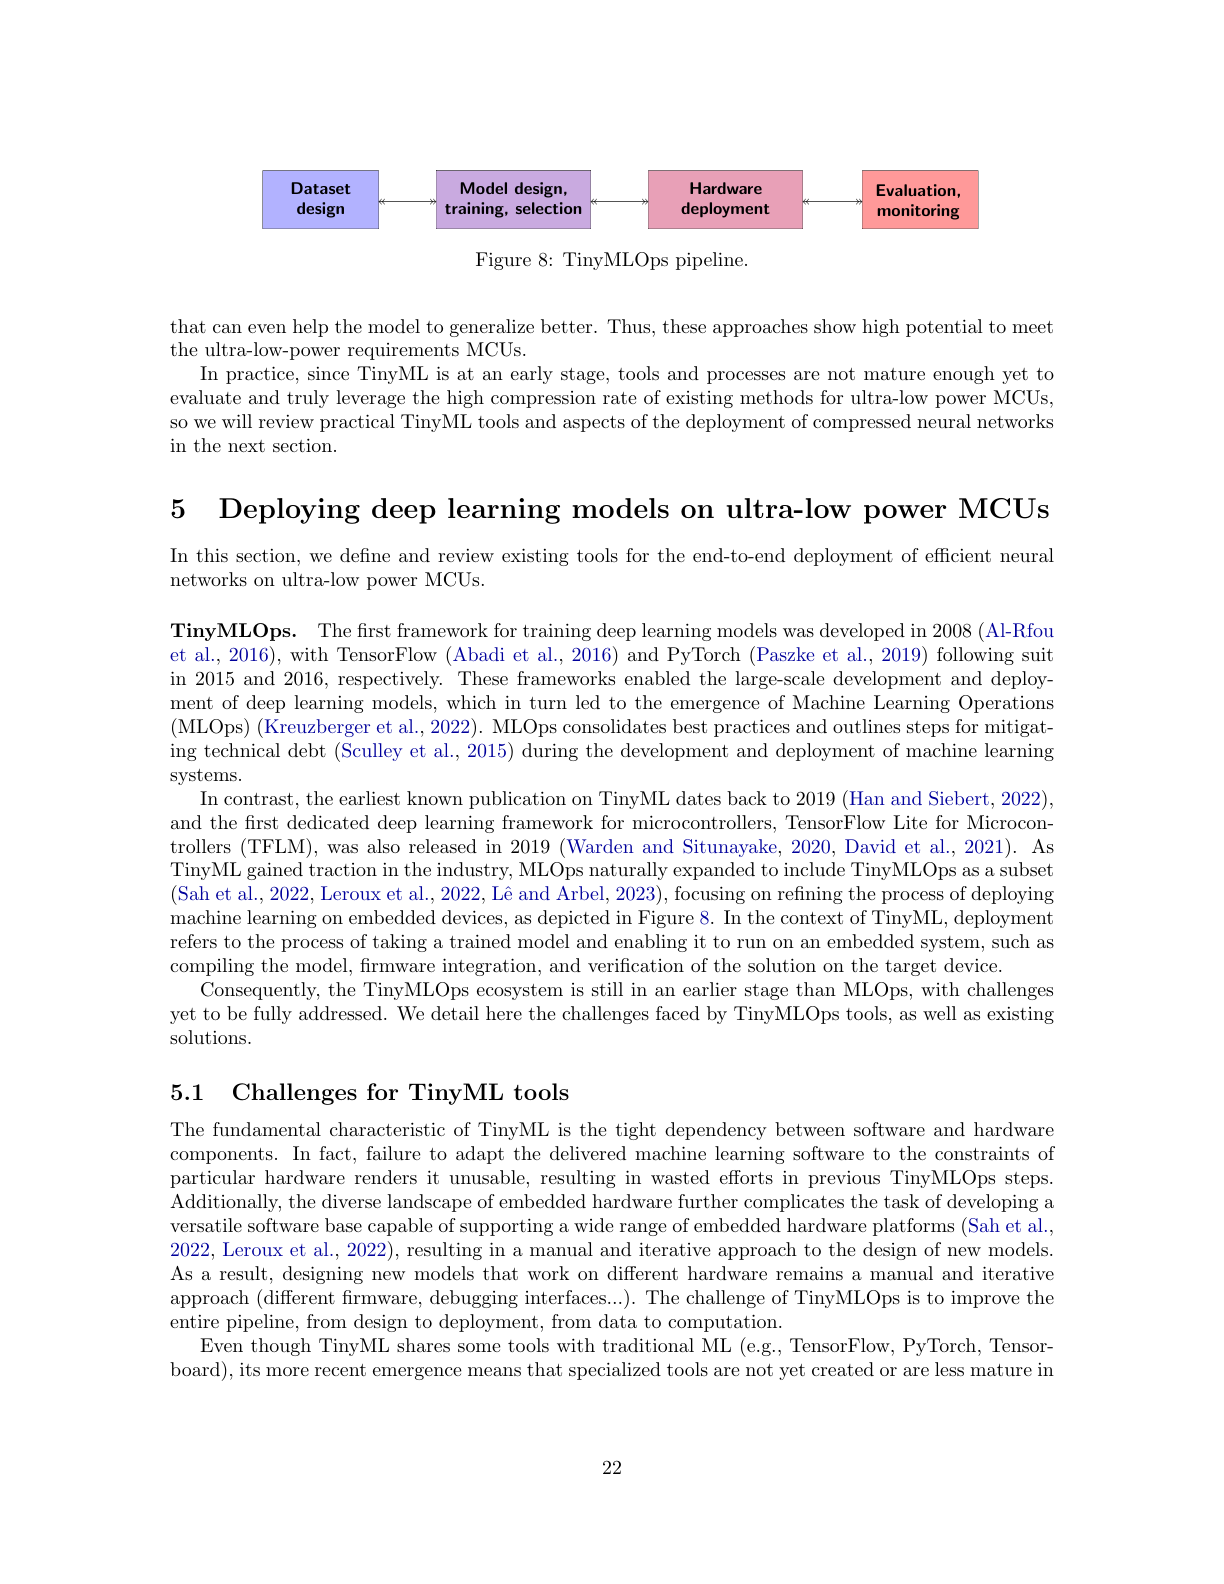 Dataset
design
Model design,
training, selection
Hardware
deployment
Evaluation,
monitoring
Figure 8: TinyMLOps pipeline.
that can even help the model to generalize better. Thus, these approaches show high potential to meet
the ultra-low-power requirements MCUs.
In practice, since TinyML is at an early stage, tools and processes are not mature enough yet to
evaluate and truly leverage the high compression rate of existing methods for ultra-low power MCUs,
so we will review practical TinyML tools and aspects of the deployment of compressed neural networks
in the next section.
5 Deploying deep learning models on ultra-low power MCUs
In this section, we define and review existing tools for the end-to-end deployment of efficient neural
networks on ultra-low power MCUs.
TinyMLOps. The first framework for training deep learning models was developed in 2008 (Al-Rfou
et al., 2016), with TensorFlow (Abadi et al., 2016) and PyTorch (Paszke et al., 2019) following suit
in 2015 and 2016, respectively. These frameworks enabled the large-scale development and deploy-
ment of deep learning models, which in turn led to the emergence of Machine Learning Operations
(MLOps) (Kreuzberger et al., 2022). MLOps consolidates best practices and outlines steps for mitigat-
ing technical debt (Sculley et al., 2015) during the development and deployment of machine learning
systems.
In contrast, the earliest known publication on TinyML dates back to 2019 (Han and Siebert, 2022),
and the first dedicated deep learning framework for microcontrollers, TensorFlow Lite for Microcon-
trollers (TFLM), was also released in 2019 (Warden and Situnayake, 2020, David et al., 2021). As
TinyML gained traction in the industry, MLOps naturally expanded to include TinyMLOps as a subset
(Sah et al., 2022, Leroux et al., 2022, Lê and Arbel, 2023), focusing on refining the process of deploying
machine learning on embedded devices, as depicted in Figure 8. In the context of TinyML, deployment
refers to the process of taking a trained model and enabling it to run on an embedded system, such as
compiling the model, firmware integration, and verification of the solution on the target device.
Consequently, the TinyMLOps ecosystem is still in an earlier stage than MLOps, with challenges
yet to be fully addressed. We detail here the challenges faced by TinyMLOps tools, as well as existing
solutions.
5.1 Challenges for TinyML tools
The fundamental characteristic of TinyML is the tight dependency between software and hardware
components. In fact, failure to adapt the delivered machine learning software to the constraints of
particular hardware renders it unusable, resulting in wasted efforts in previous TinyMLOps steps.
Additionally, the diverse landscape of embedded hardware further complicates the task of developing a
versatile software base capable of supporting a wide range of embedded hardware platforms (Sah et al.,
2022, Leroux et al., 2022), resulting in a manual and iterative approach to the design of new models.
As a result, designing new models that work on different hardware remains a manual and iterative
approach (different firmware, debugging interfaces...). The challenge of TinyMLOps is to improve the
entire pipeline, from design to deployment, from data to computation.
Even though TinyML shares some tools with traditional ML (e.g., TensorFlow, PyTorch, Tensor-
board), its more recent emergence means that specialized tools are not yet created or are less mature in
22